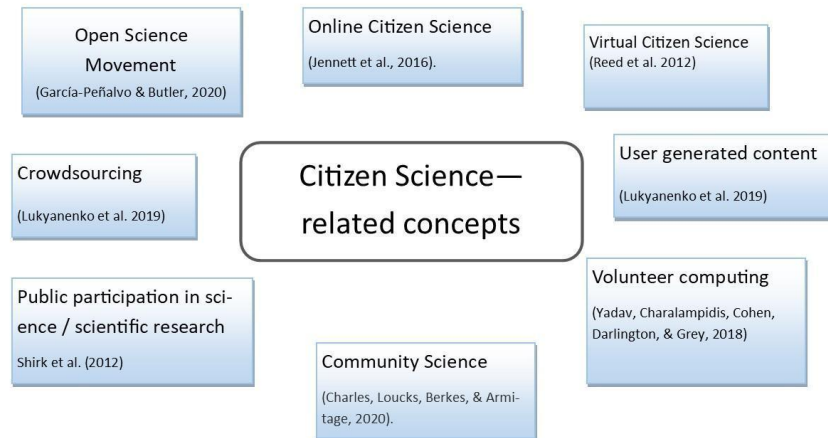 Open Science
Movement
(García-Peñalvo & Butler, 2020)
Online Citizen Science
(Jennett et al., 2016).
Virtual Citizen Science
(Reed et al. 2012)
Crowdsourcing
(Lukyanenko et al. 2019)
Citizen Science—
related concepts
User generated content
(Lukyanenko et al. 2019)
Public participation in sci-
ence / scientific research
Shirk et al. (2012)
Community Science
(Charles, Loucks, Berkes, & Armi-
tage, 2020).
Volunteer computing
(Yadav, Charalampidis, Cohen,
Darlington, & Grey, 2018)